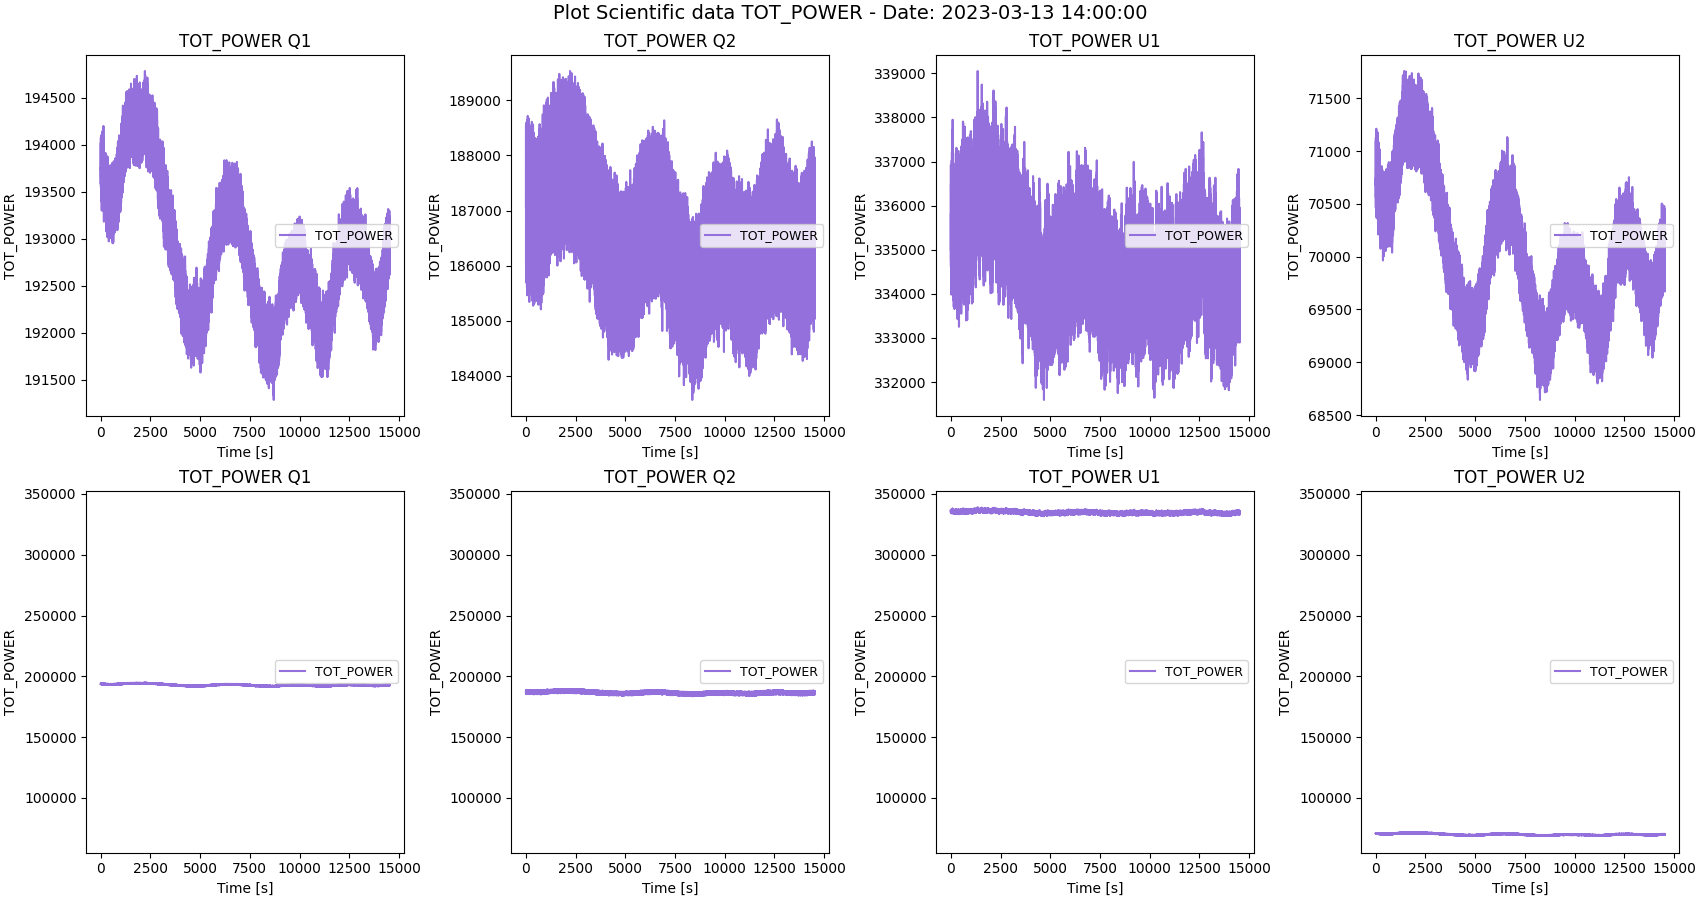 Plot Scientific data TOT_POWER - Date: 2023-03-13 14:00:00
TOT_POWER Q1
TOT_POWER
194500
194000
193500
193000
192500
192000
191500
0 2500 5000 7500 10000 12500 15000
Time [s]
TOT_POWER
TOT_POWER Q2
TOT_POWER
189000
188000
187000
186000
185000
184000
0 2500 5000 7500 10000 12500 15000
Time [s]
TOT_POWER
TOT_POWER U1
TOT_POWER
339000
338000
337000
336000
335000
334000
333000
332000
0 2500 5000 7500 10000 12500 15000
Time [s]
TOT_POWER
TOT_POWER U2
TOT_POWER
71500
71000
70500
70000
69500
69000
68500
0 2500 5000 7500 10000 12500 15000
Time [s]
TOT_POWER
TOT_POWER Q1
TOT_POWER
350000
300000
250000
200000
150000
100000
0 2500 5000 7500 10000 12500 15000
Time [s]
TOT_POWER
TOT_POWER Q2
TOT_POWER
350000
300000
250000
200000
150000
100000
0 2500 5000 7500 10000 12500 15000
Time [s]
TOT_POWER
TOT_POWER U1
TOT_POWER
350000
300000
250000
200000
150000
100000
0 2500 5000 7500 10000 12500 15000
Time [s]
TOT_POWER
TOT_POWER U2
TOT_POWER
350000
300000
250000
200000
150000
100000
0 2500 5000 7500 10000 12500 15000
Time [s]
TOT_POWER